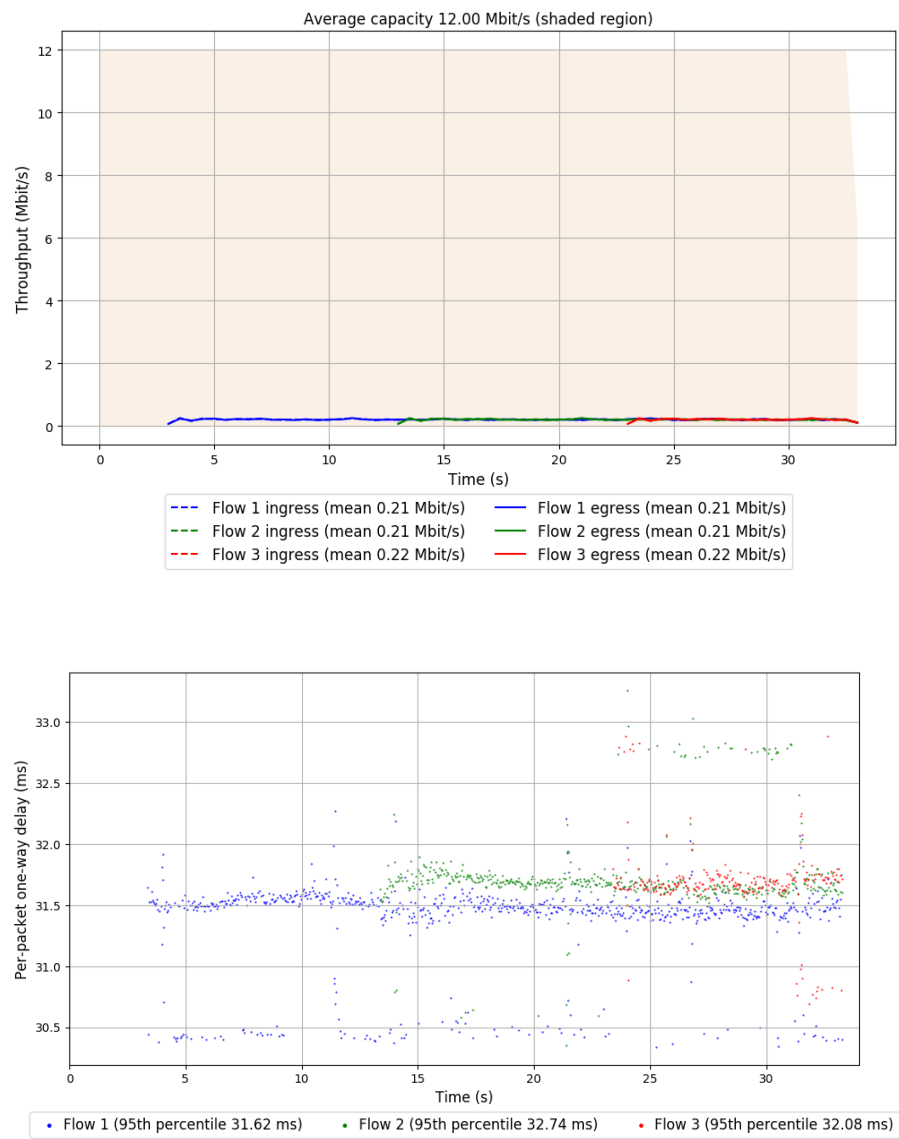 Average capacity 12.00 Mbit/s (shaded region)
Throughput (Mbit/s)
12
10
8
6
4
2
0
0 5 10 15 20 25 30
Time (s)
Flow 1 ingress (mean 0.21 Mbit/s) Flow 1 egress (mean 0.21 Mbit/s)
Flow 2 ingress (mean 0.21 Mbit/s) Flow 2 egress (mean 0.21 Mbit/s)
Flow 3 ingress (mean 0.22 Mbit/s) Flow 3 egress (mean 0.22 Mbit/s)
Per-packet one-way delay (ms)
33.0
32.5
32.0
31.5
31.0
30.5
0 5 10 15 20 25 30
Time (s)
Flow 1 (95th percentile 31.62 ms) Flow 2 (95th percentile 32.74 ms) Flow 3 (95th percentile 32.08 ms)